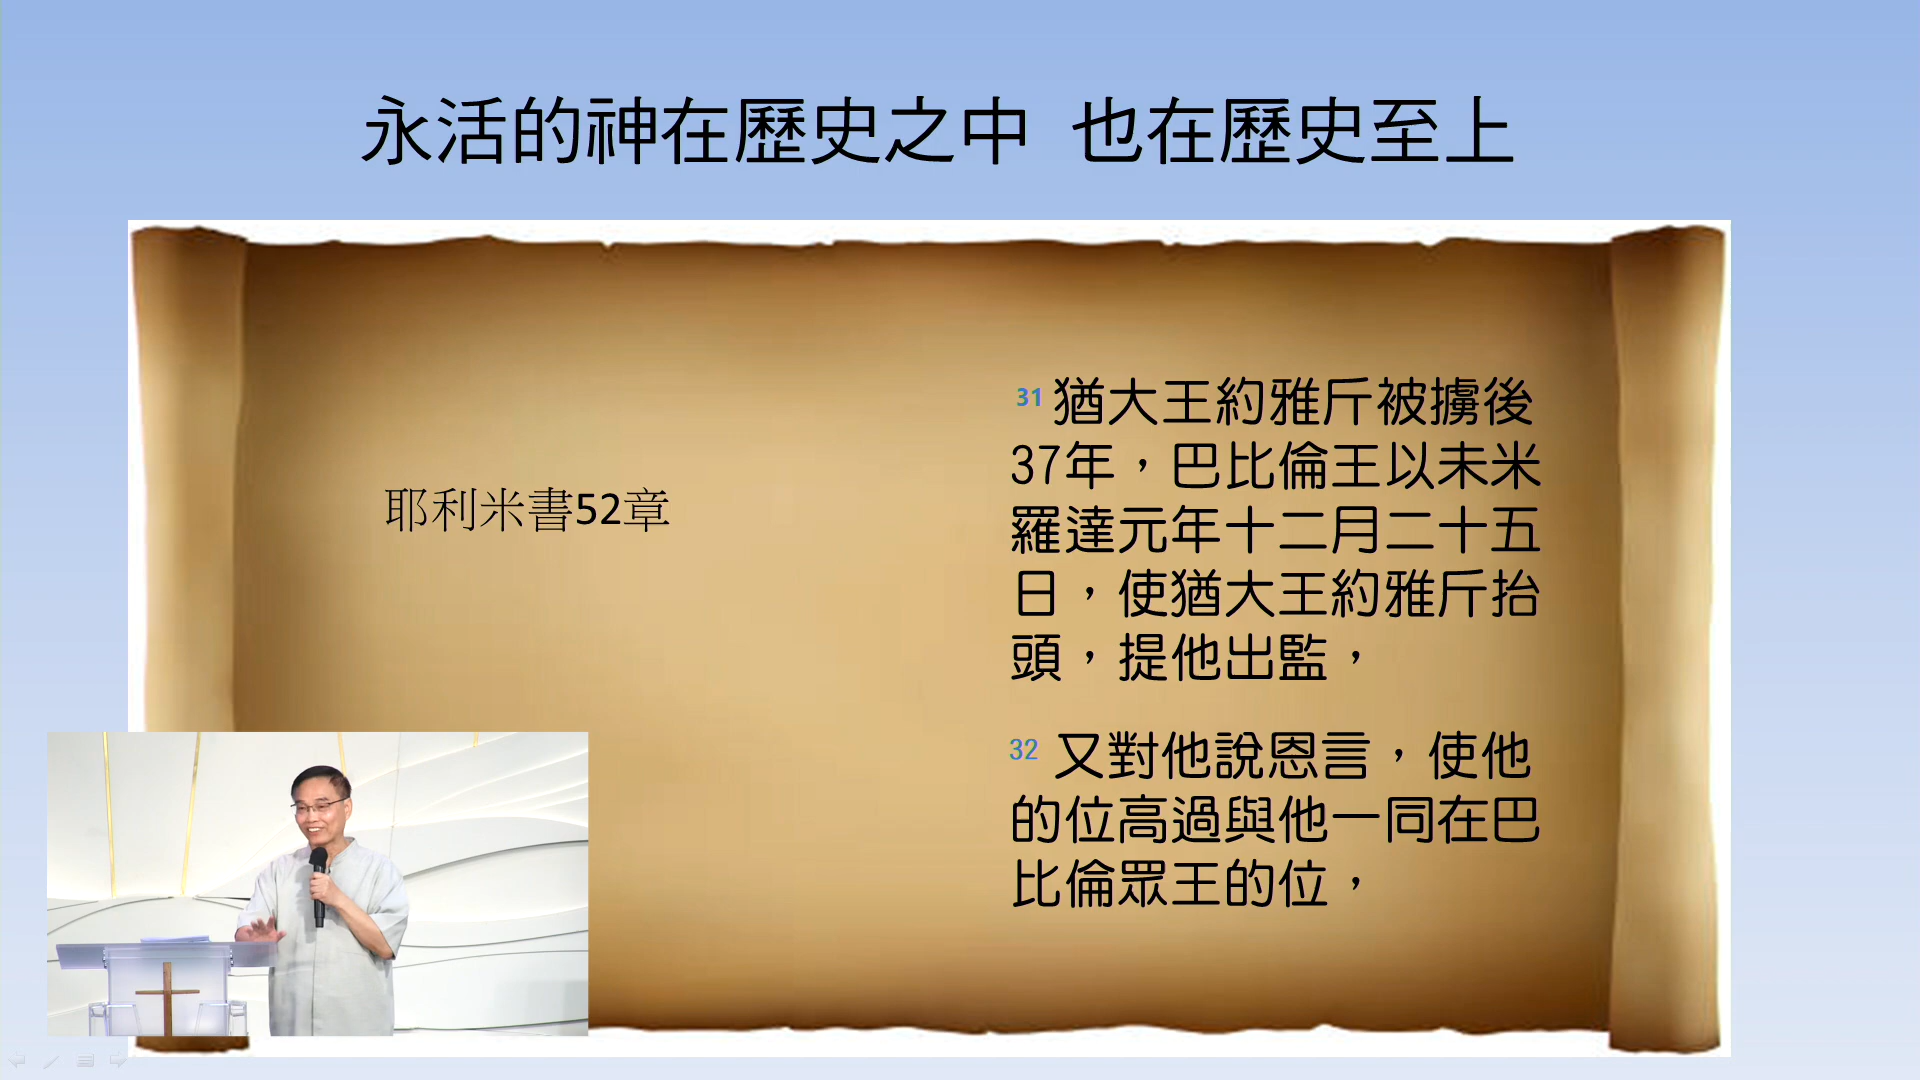 永活的神在歷史之中 也在歷史至上
耶利米書52章
31 猶大王約雅斤被擄後
37年，巴比倫王以未米
羅達元年十二月二十五
日，使猶大王約雅斤抬
頭，提他出監，
32 又對他說恩言，使他
的位高過與他一同在巴
比倫眾王的位，